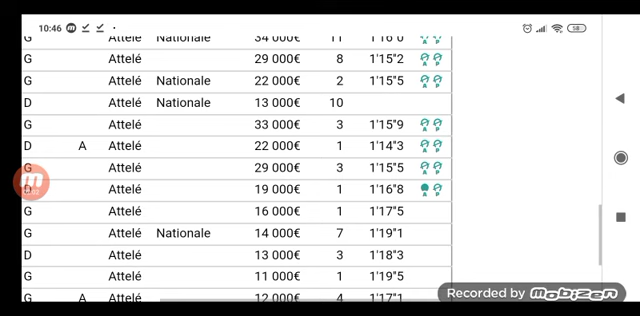 10:46 58
G Attelé Nationale 34 000€ 11 1'16"0
G Attelé 29 000€ 8 1'15"2 A P
G Attelé Nationale 22 000€ 2 1'15"5 A P
D Attelé Nationale 13 000€ 10
G Attelé 33 000€ 3 1'15"9 A P
D A Attelé 22 000€ 1 1'14"3 A P
G Attelé 29 000€ 3 1'15"5 A P
D Attelé 19 000€ 1 1'16"8 A P
G Attelé 16 000€ 1 1'17"5
G Attelé Nationale 14 000€ 7 1'19"1
D Attelé 13 000€ 3 1'18"3
G Attelé 11 000€ 1 1'19"5
G A Attelé 12 000€ 4 1'17"1
Recorded by mobizen